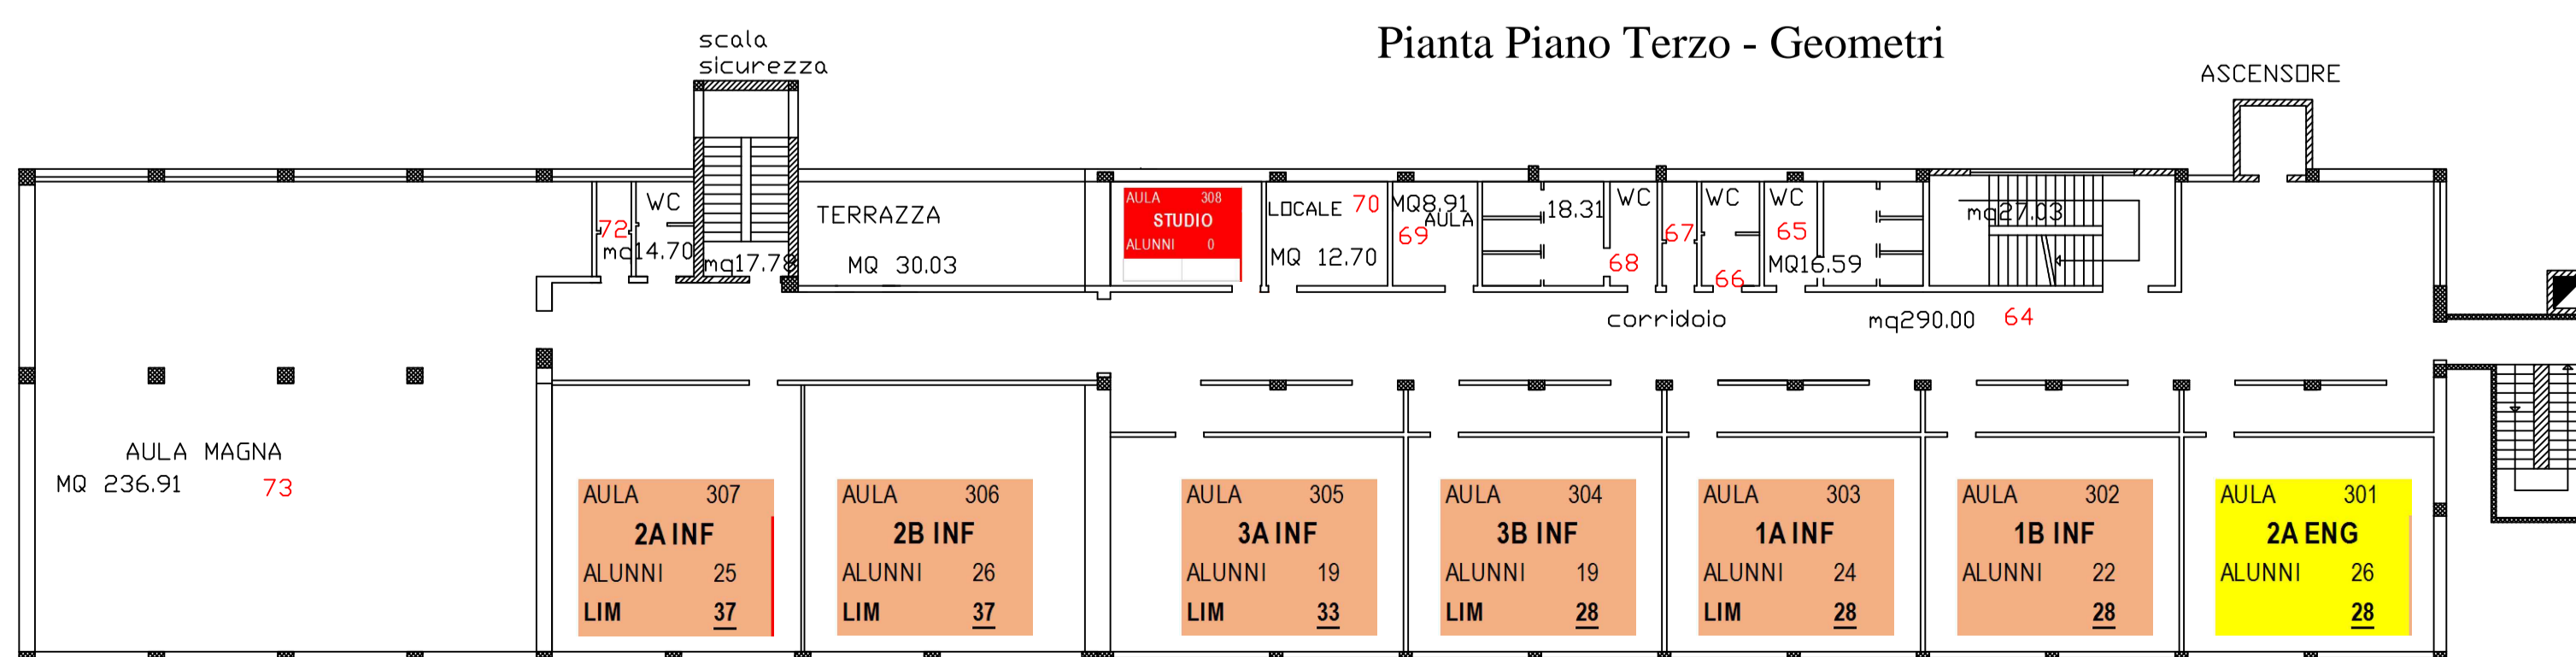 Pianta Piano Terzo - Geometri
scala
sicurezza
ASCENSORE
72
WC
mq14.70
mq17.78
TERRAZZA
MQ 30.03
AULA 308
STUDIO
ALUNNI 0
LOCALE 70
MQ 12.70
MQ8.91
AULA
69
18.31
WC
68
67
WC
66
WC
65
MQ16.59
mq27.03
corridoio
mq290.00 64
AULA MAGNA
MQ 236.91 73
AULA 307
2A INF
ALUNNI 25
LIM 37
AULA 306
2B INF
ALUNNI 26
LIM 37
AULA 305
3A INF
ALUNNI 19
LIM 33
AULA 304
3B INF
ALUNNI 19
LIM 28
AULA 303
1A INF
ALUNNI 24
LIM 28
AULA 302
1B INF
ALUNNI 22
28
AULA 301
2A ENG
ALUNNI 26
28